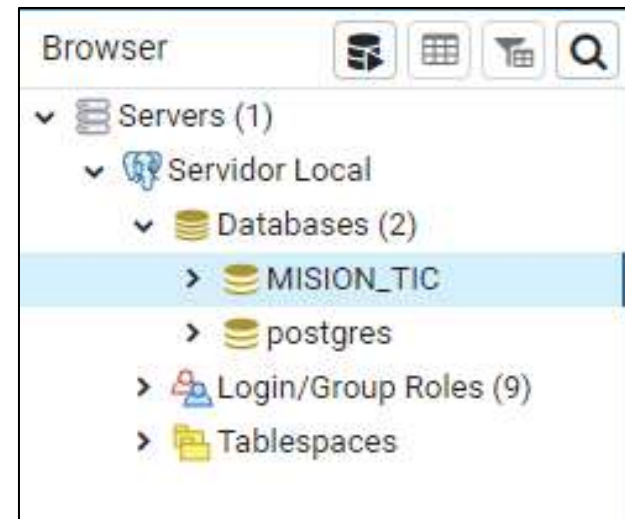 Browser
Servers (1)
Servidor Local
Databases (2)
MISION_TIC
postgres
Login/Group Roles (9)
Tablespaces